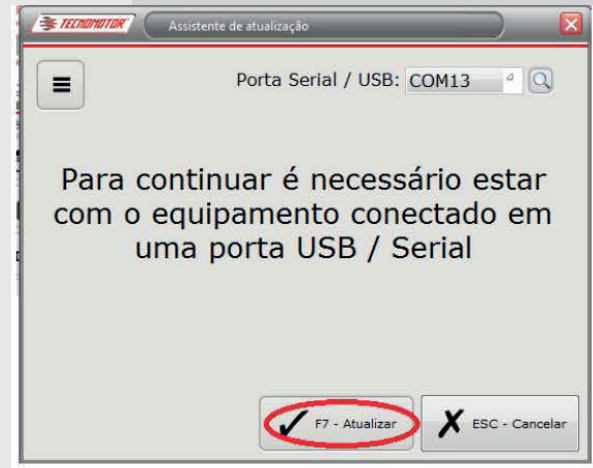 TECNOMOTOR
Assistente de atualização
Porta Serial / USB: COM13
Para continuar é necessário estar
com o equipamento conectado em
uma porta USB / Serial
F7 - Atualizar
ESC - Cancelar